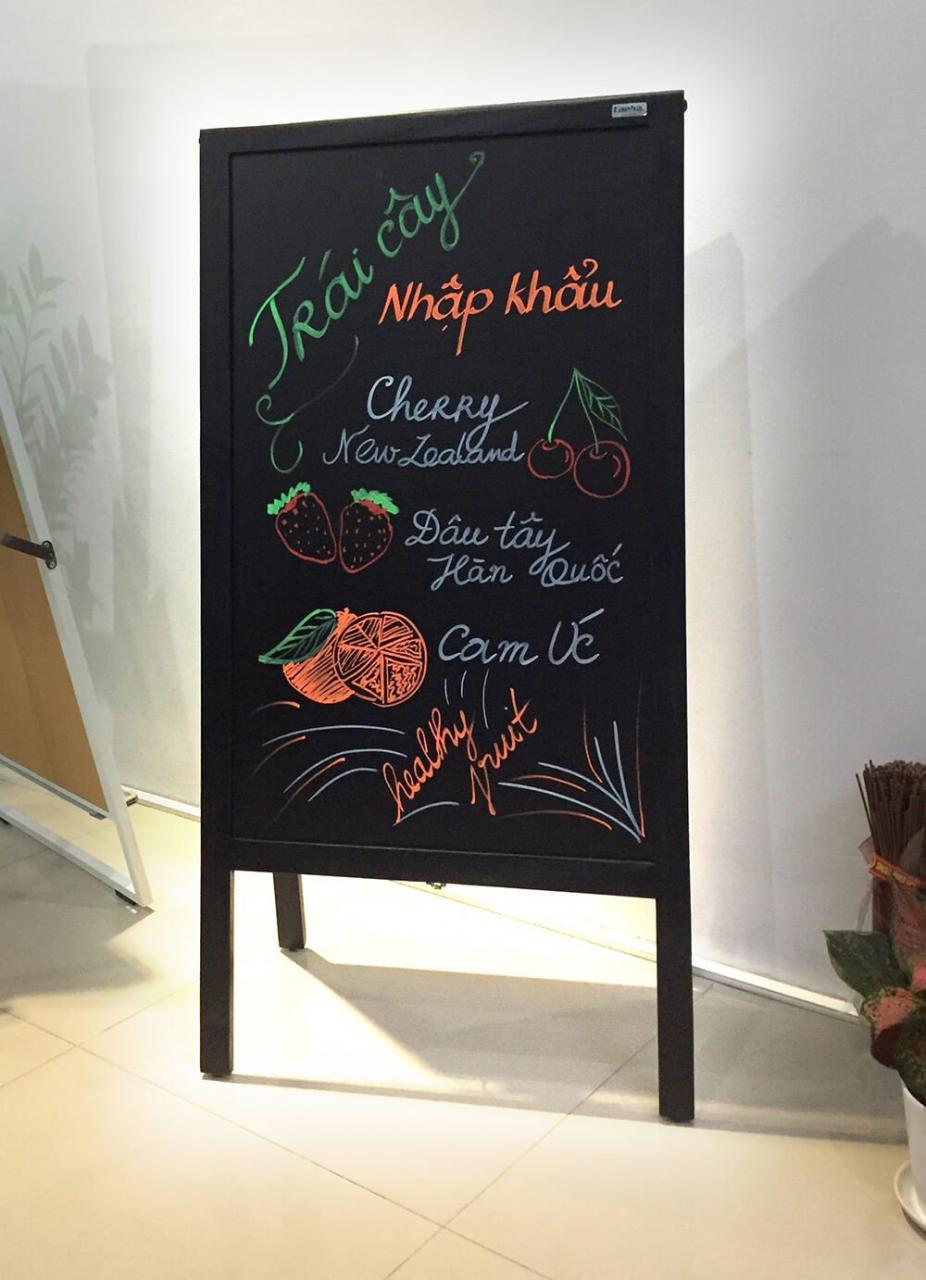 Trái cây
Nhập khẩu
Cherry
New Zealand
Dâu tây
Hàn Quốc
Cam Úc
healthy
fruit